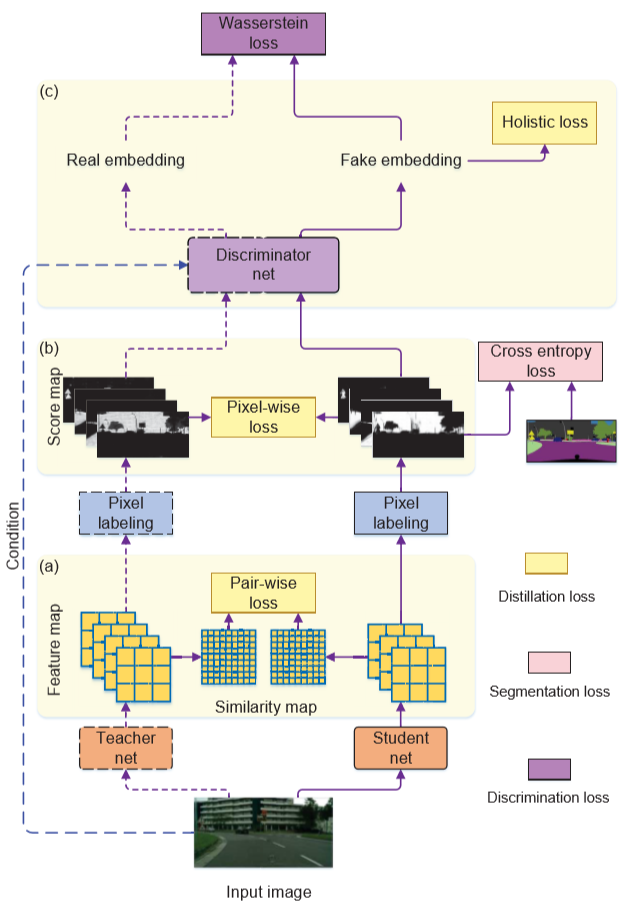 Wasserstein
loss
(c)
Holistic loss
Real embedding
Fake embedding
Discriminator
net
(b)
Cross entropy
loss
Score map
Pixel-wise
loss
Pixel
labeling
Pixel
labeling
Condition
(a)
Pair-wise
loss
Distillation loss
Feature map
Segmentation loss
Similarity map
Teacher
net
Student
net
Discrimination loss
Input image